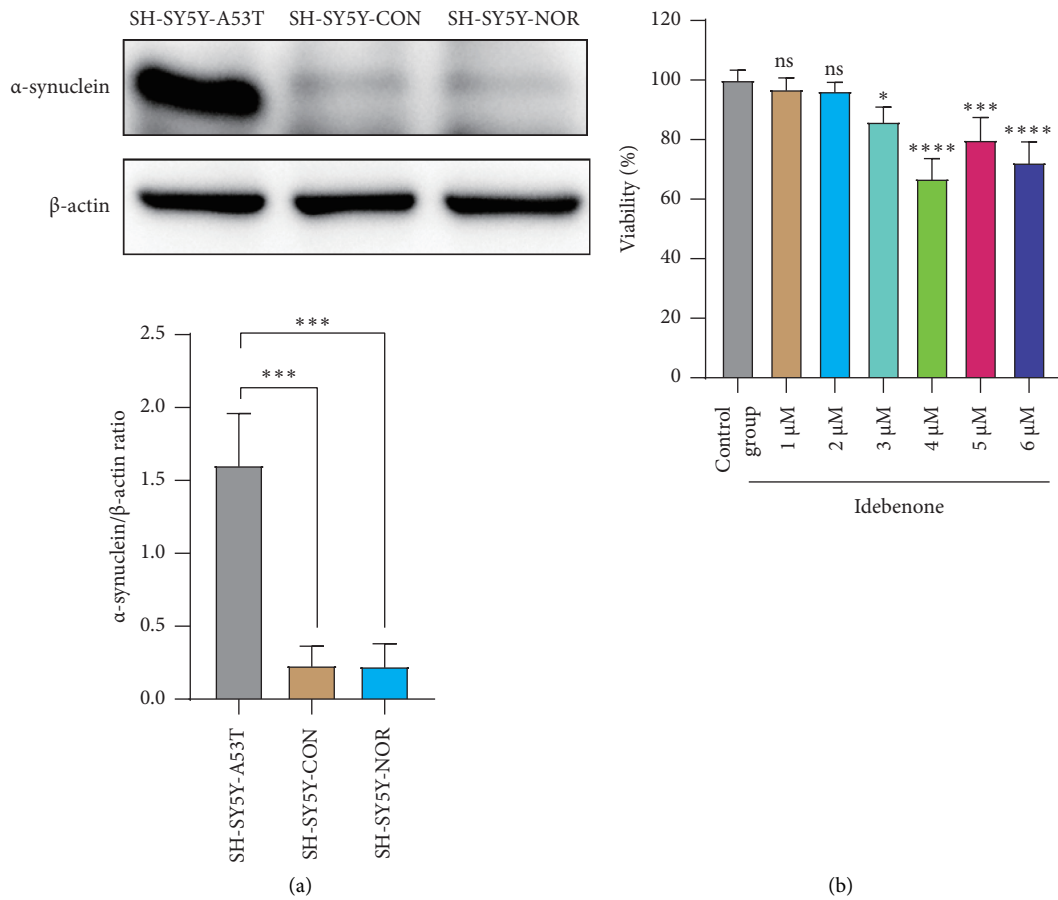 SH-SY5Y-A53T SH-SY5Y-CON SH-SY5Y-NOR
α-synuclein
β-actin
α-synuclein/β-actin ratio
2.5
2.0
1.5
1.0
0.5
0.0
***
***
SH-SY5Y-A53T
SH-SY5Y-CON
SH-SY5Y-NOR
(a)
Viability (%)
120
100
80
60
40
20
0
ns
ns
*
****
***
****
Control
group
1 μM
2 μM
3 μM
4 μM
5 μM
6 μM
Idebenone
(b)